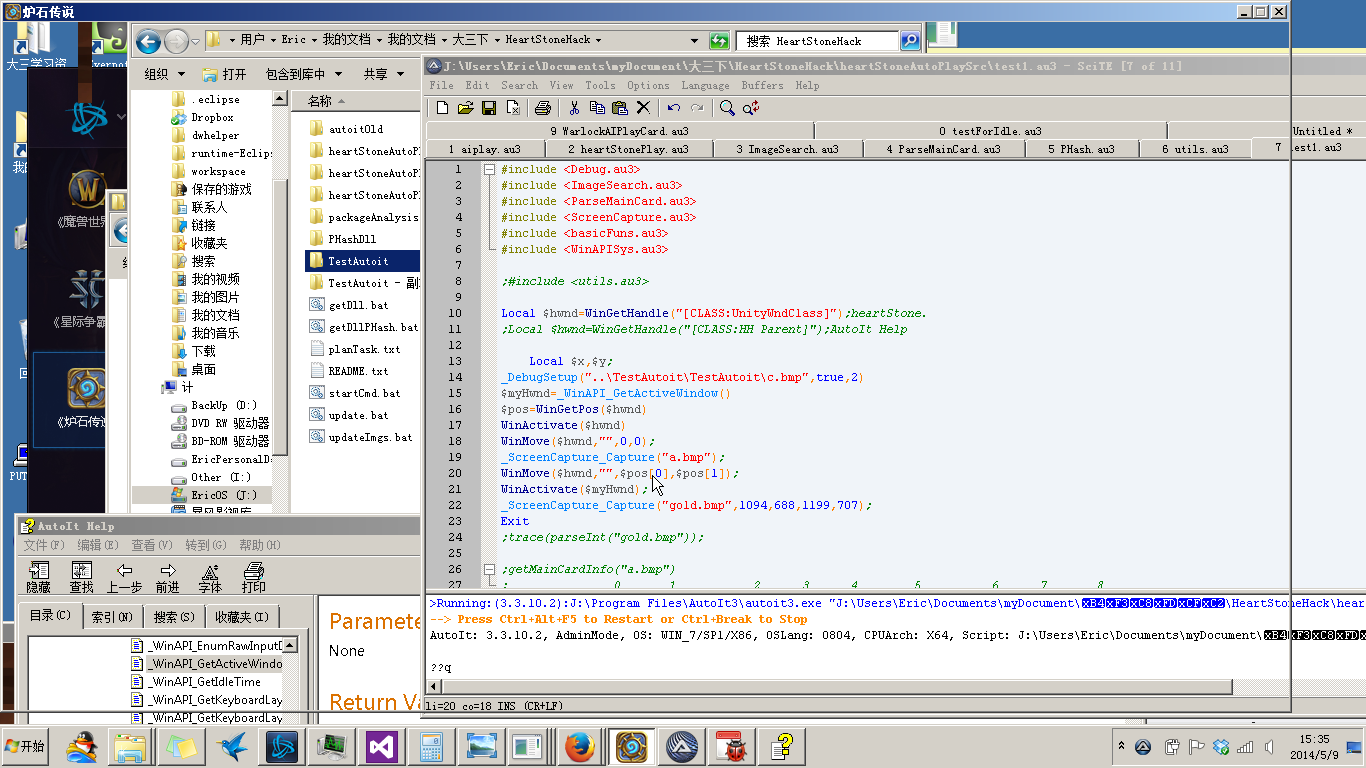 炉石传说
大三学习资
用户 Eric 我的文档 我的文档 大三下 HeartStoneHack
搜索 HeartStoneHack
组织 打开 包含到库中 共享
.eclipse
Dropbox
dwhelper
runtime-Eclip
workspace
保存的游戏
联系人
链接
收藏夹
搜索
我的视频
我的图片
我的文档
我的音乐
下载
桌面
计
BackUp (D:)
DVD RW 驱动器
BD-ROM 驱动器
EricPersonalD
Other (I:)
EricOS (J:)
名称
autoitOld
heartStoneAutoP
heartStoneAutoP
heartStoneAutoP
packageAnalysis
PHashDll
TestAutoit
TestAutoit - 副
getDll.bat
getDllPHash.bat
planTask.txt
README.txt
startCmd.bat
update.bat
updateImgs.bat
《魔兽世界
《星际争霸
《炉石传说
J:\Users\Eric\Documents\myDocument\大三下\HeartStoneHack\heartStoneAutoPlaySrc\test1.au3 - SciTE [7 of 11]
File Edit Search View Tools Options Language Buffers Help
9 WarlockAIPlayCard.au3 0 testForIdle.au3 Untitled *
1 aiplay.au3 2 heartStonePlay.au3 3 ImageSearch.au3 4 ParseMainCard.au3 5 PHash.au3 6 utils.au3 7 test1.au3
1 #include <Debug.au3>
2 #include <ImageSearch.au3>
3 #include <ParseMainCard.au3>
4 #include <ScreenCapture.au3>
5 #include <basicFuns.au3>
6 #include <WinAPISys.au3>
7
8 ;#include <utils.au3>
9
10 Local $hwnd=WinGetHandle("[CLASS:UnityWndClass]");heartStone.
11 ;Local $hwnd=WinGetHandle("[CLASS:HH Parent]");AutoIt Help
12
13 Local $x,$y;
14 _DebugSetup("..\TestAutoit\TestAutoit\c.bmp",true,2)
15 $myHwnd=_WinAPI_GetActiveWindow()
16 $pos=WinGetPos($hwnd)
17 WinActivate($hwnd)
18 WinMove($hwnd,"",0,0);
19 _ScreenCapture_Capture("a.bmp");
20 WinMove($hwnd,"",$pos[0],$pos[1]);
21 WinActivate($myHwnd);
22 _ScreenCapture_Capture("gold.bmp",1094,688,1199,707);
23 Exit
24 ;trace(parseInt("gold.bmp"));
25
26 ;getMainCardInfo("a.bmp")
27 ; 0 1 2 3 4 5 6 7 8
>Running:(3.3.10.2):J:\Program Files\AutoIt3\autoit3.exe "J:\Users\Eric\Documents\myDocument\xB4xF3xC8xFDxCFxC2\HeartStoneHack\hear
--> Press Ctrl+Alt+F5 to Restart or Ctrl+Break to Stop
AutoIt: 3.3.10.2, AdminMode, OS: WIN_7/SP1/X86, OSLang: 0804, CPUArch: X64, Script: J:\Users\Eric\Documents\myDocument\xB4xF3xC8xFDx
??q
li=20 co=18 INS (CR+LF)
AutoIt Help
文件(F) 编辑(E) 查看(V) 转到(G) 帮助(H)
隐藏 查找 上一步 前进 字体 打印
目录(C) 索引(N) 搜索(S) 收藏夹(I)
_WinAPI_EnumRawInputD
_WinAPI_GetActiveWindo
_WinAPI_GetIdleTime
_WinAPI_GetKeyboardLay
_WinAPI_GetKeyboardLay
Paramete
None
Return Va
开始
15:35
2014/5/9